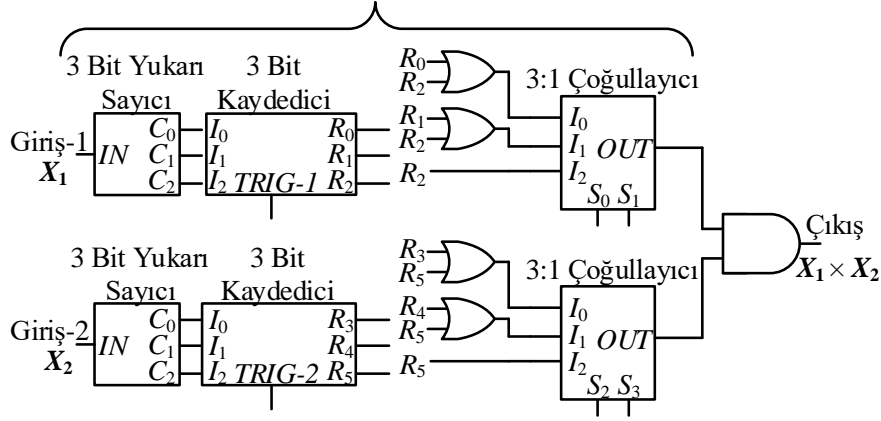 3 Bit Yukarı Sayıcı
3 Bit Kaydedici
3:1 Çoğullayıcı
Giriş-1
X₁
IN
C₀
C₁
C₂
I₀
I₁
I₂
TRIG-1
R₀
R₁
R₂
R₀
R₂
R₁
R₂
R₂
I₀
I₁
I₂
OUT
S₀ S₁
3 Bit Yukarı Sayıcı
3 Bit Kaydedici
3:1 Çoğullayıcı
Giriş-2
X₂
IN
C₀
C₁
C₂
I₀
I₁
I₂
TRIG-2
R₃
R₄
R₅
R₃
R₅
R₄
R₅
R₅
I₀
I₁
I₂
OUT
S₂ S₃
Çıkış
X₁ × X₂